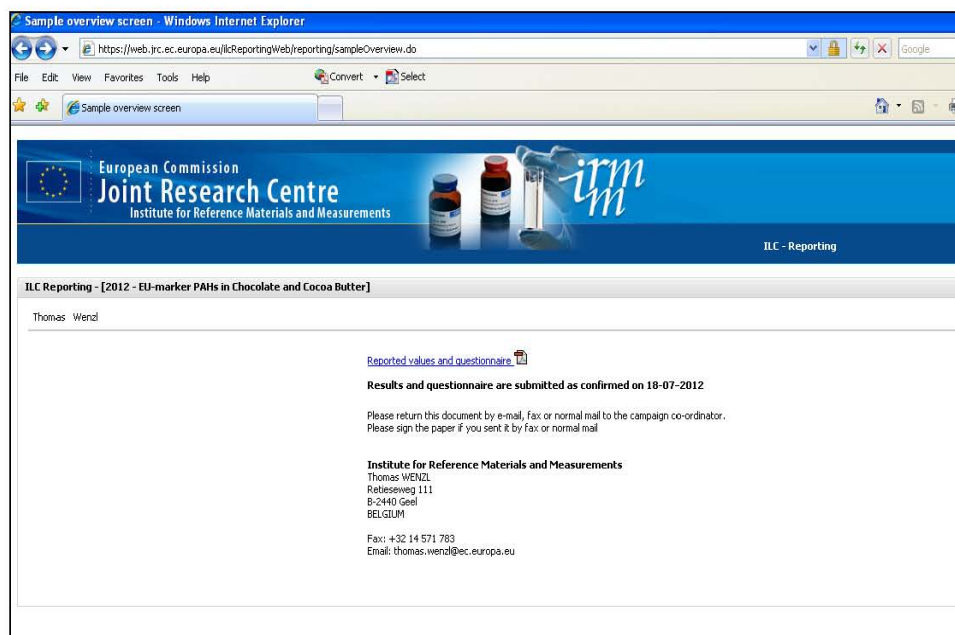 Sample overview screen - Windows Internet Explorer
https://web.jrc.ec.europa.eu/ilcReportingWeb/reporting/sampleOverview.do
Google
File Edit View Favorites Tools Help
Convert Select
Sample overview screen
European Commission
Joint Research Centre
Institute for Reference Materials and Measurements
irmm
ILC - Reporting
ILC Reporting - [2012 - EU-marker PAHs in Chocolate and Cocoa Butter]
Thomas Wenzl
Reported values and questionnaire
Results and questionnaire are submitted as confirmed on 18-07-2012
Please return this document by e-mail, fax or normal mail to the campaign co-ordinator.
Please sign the paper if you sent it by fax or normal mail
Institute for Reference Materials and Measurements
Thomas WENZL
Retieseweg 111
B-2440 Geel
BELGIUM
Fax: +32 14 571 783
Email: thomas.wenzl@ec.europa.eu